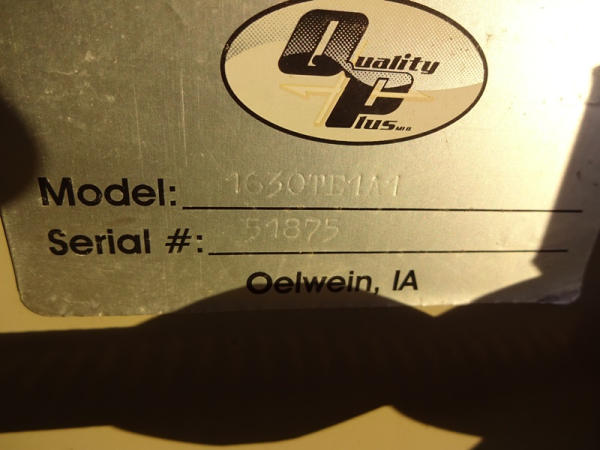 Quality
Plus MFG.
Model: 1630TE1A1
Serial #: 51875
Oelwein, IA